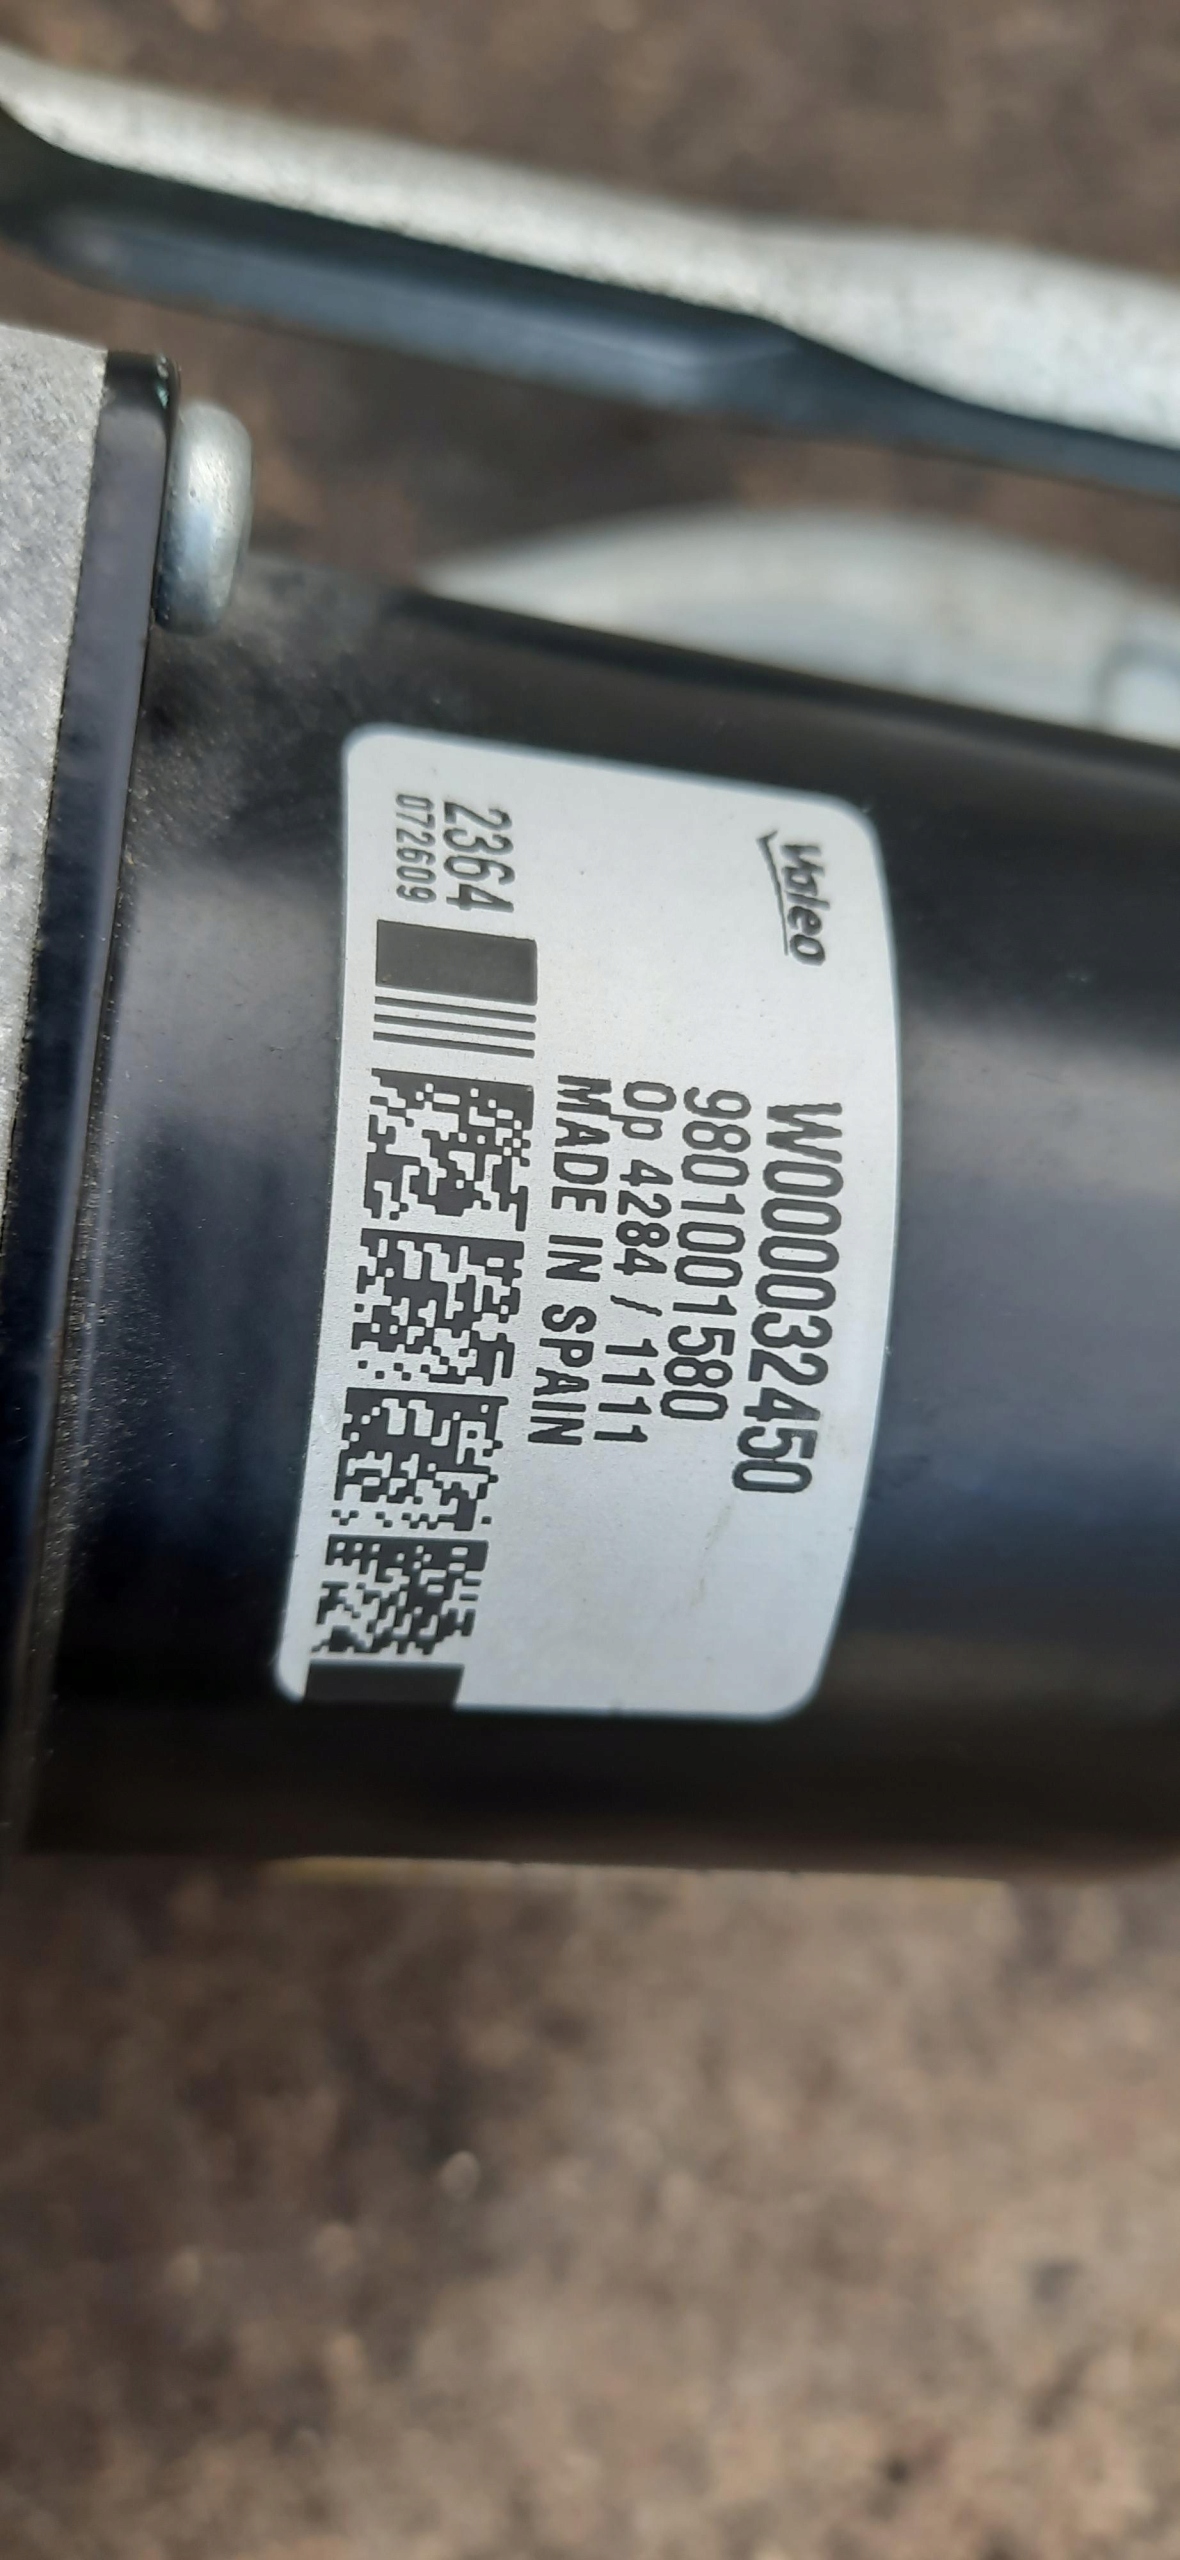 Valeo
W000032450
9801001580
Op 4284 / 1111
MADE IN SPAIN
2364
072609